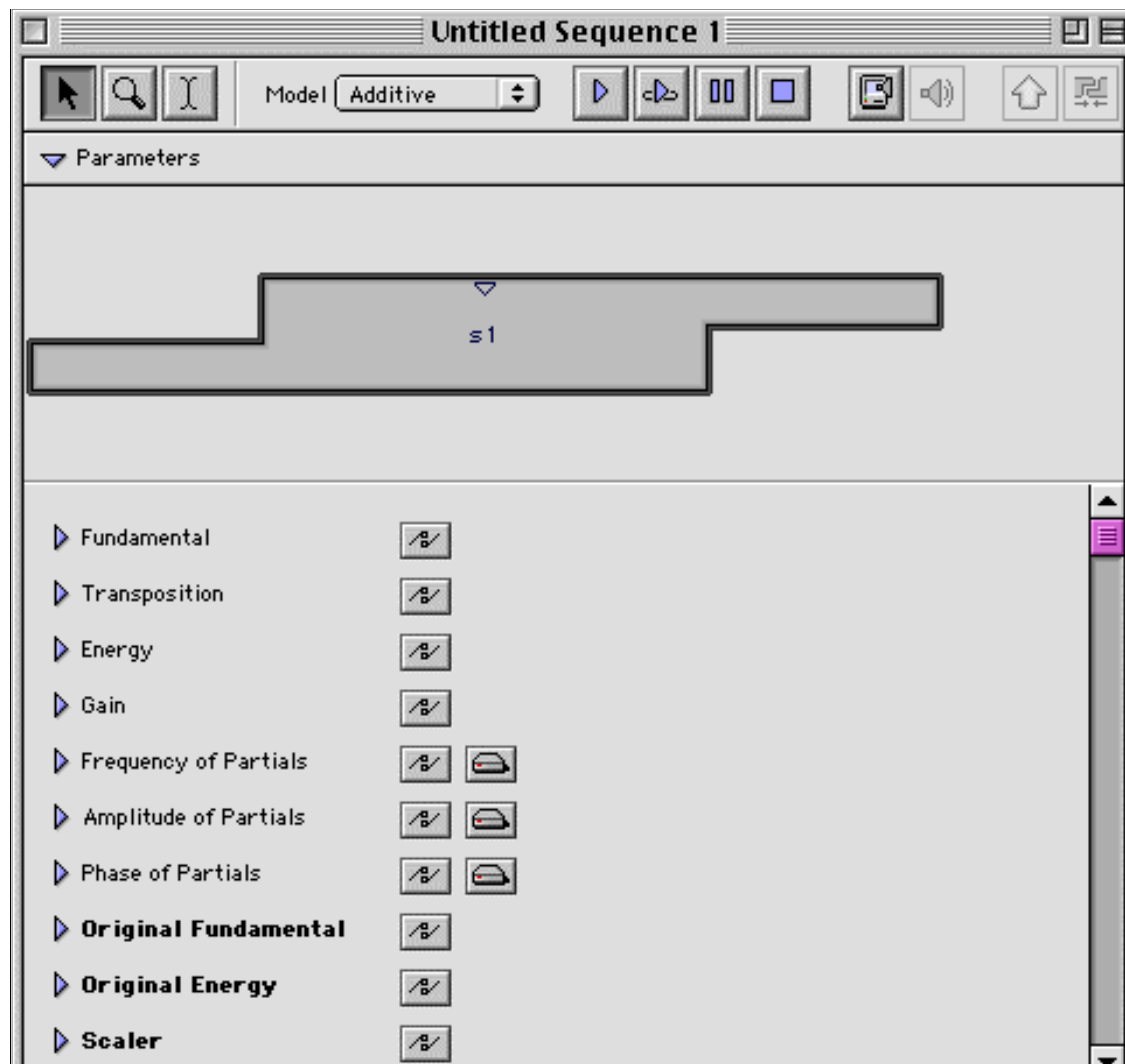 Untitled Sequence 1
Model Additive
Parameters
s1
Fundamental
Transposition
Energy
Gain
Frequency of Partials
Amplitude of Partials
Phase of Partials
Original Fundamental
Original Energy
Scaler